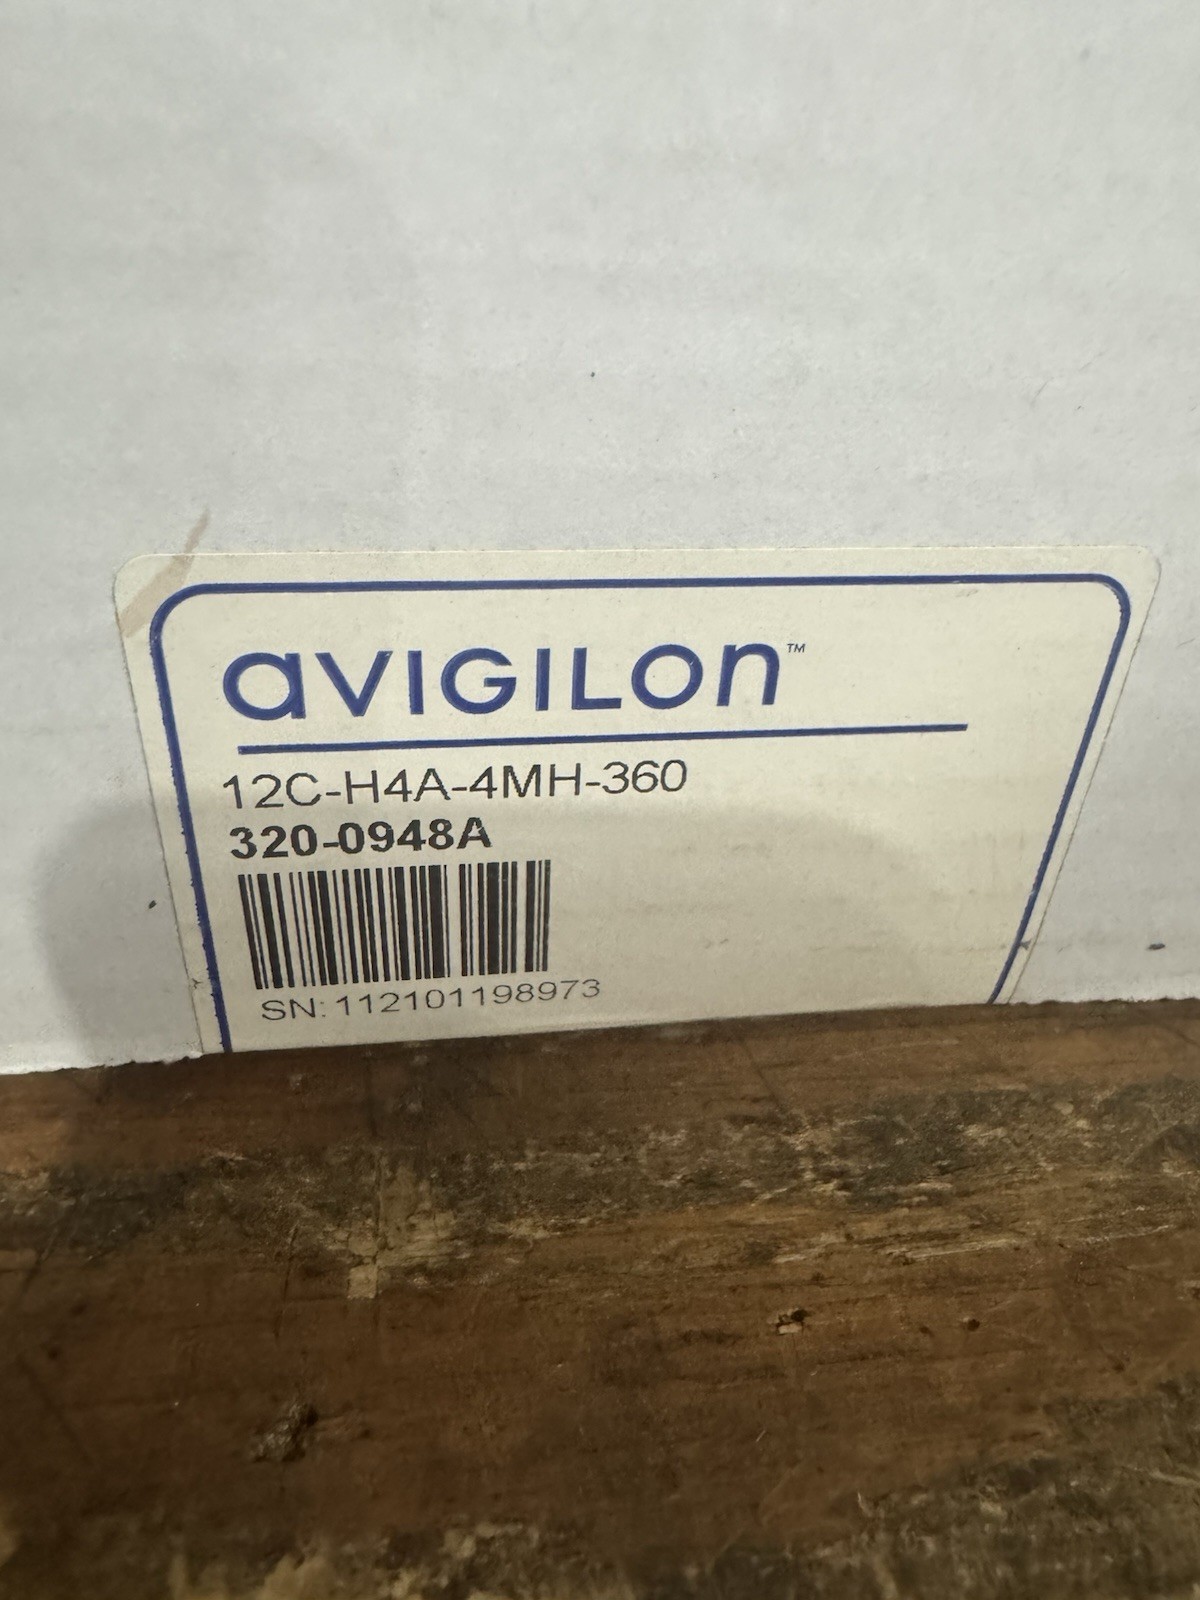 avIGILon™
12C-H4A-4MH-360
320-0948A
SN: 112101198973